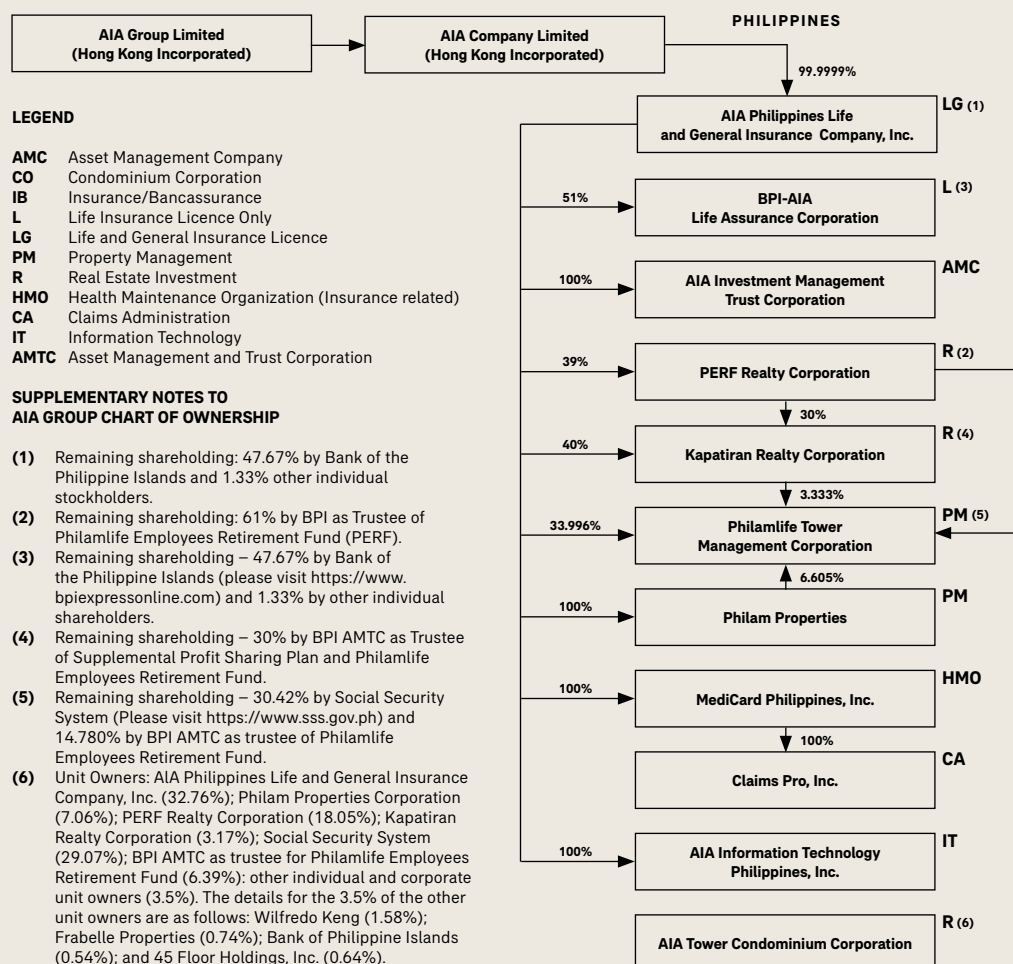 PHILIPPINES
AIA Group Limited
(Hong Kong Incorporated)
AIA Company Limited
(Hong Kong Incorporated)
99.9999%
LEGEND
AMC Asset Management Company
CO Condominium Corporation
IB Insurance/Bancassurance
L Life Insurance Licence Only
LG Life and General Insurance Licence
PM Property Management
R Real Estate Investment
HMO Health Maintenance Organization (Insurance related)
CA Claims Administration
IT Information Technology
AMTC Asset Management and Trust Corporation
SUPPLEMENTARY NOTES TO
AIA GROUP CHART OF OWNERSHIP
(1) Remaining shareholding: 47.67% by Bank of the
Philippine Islands and 1.33% other individual
stockholders.
(2) Remaining shareholding: 61% by BPI as Trustee of
Philamlife Employees Retirement Fund (PERF).
(3) Remaining shareholding – 47.67% by Bank of
the Philippine Islands (please visit https://www.
bpiexpressonline.com) and 1.33% by other individual
shareholders.
(4) Remaining shareholding – 30% by BPI AMTC as Trustee
of Supplemental Profit Sharing Plan and Philamlife
Employees Retirement Fund.
(5) Remaining shareholding – 30.42% by Social Security
System (Please visit https://www.sss.gov.ph) and
14.780% by BPI AMTC as trustee of Philamlife
Employees Retirement Fund.
(6) Unit Owners: AIA Philippines Life and General Insurance
Company, Inc. (32.76%); Philam Properties Corporation
(7.06%); PERF Realty Corporation (18.05%); Kapatiran
Realty Corporation (3.17%); Social Security System
(29.07%); BPI AMTC as trustee for Philamlife Employees
Retirement Fund (6.39%): other individual and corporate
unit owners (3.5%). The details for the 3.5% of the other
unit owners are as follows: Wilfredo Keng (1.58%);
Frabelle Properties (0.74%); Bank of Philippine Islands
(0.54%); and 45 Floor Holdings, Inc. (0.64%).
AIA Philippines Life
and General Insurance Company, Inc.
LG (1)
51%
BPI-AIA
Life Assurance Corporation
L (3)
100%
AIA Investment Management
Trust Corporation
AMC
39%
PERF Realty Corporation
R (2)
30%
40%
Kapatiran Realty Corporation
R (4)
3.333%
33.996%
Philamlife Tower
Management Corporation
PM (5)
6.605%
100%
Philam Properties
PM
100%
MediCard Philippines, Inc.
HMO
100%
Claims Pro, Inc.
CA
100%
AIA Information Technology
Philippines, Inc.
IT
AIA Tower Condominium Corporation
R (6)